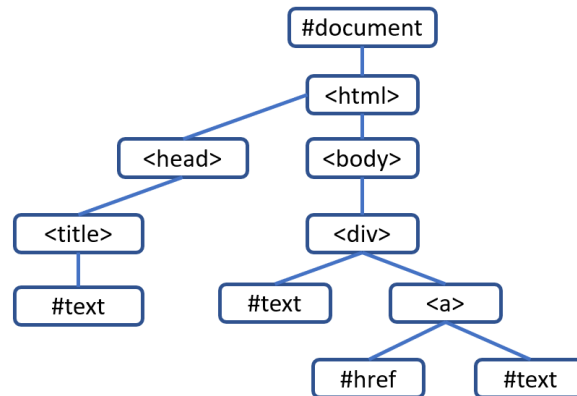 #document
<html>
<head>
<body>
<title>
<div>
#text
#text
<a>
#href
#text